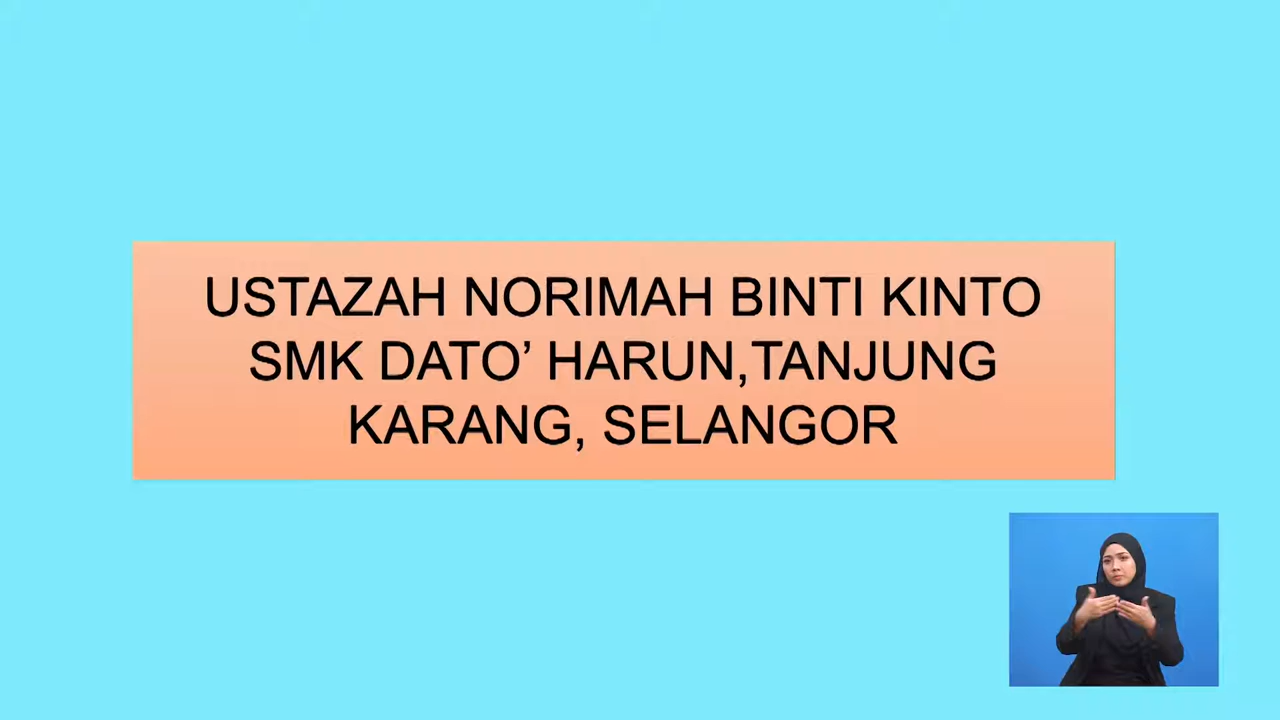 USTAZAH NORIMAH BINTI KINTO
SMK DATO’ HARUN,TANJUNG
KARANG, SELANGOR